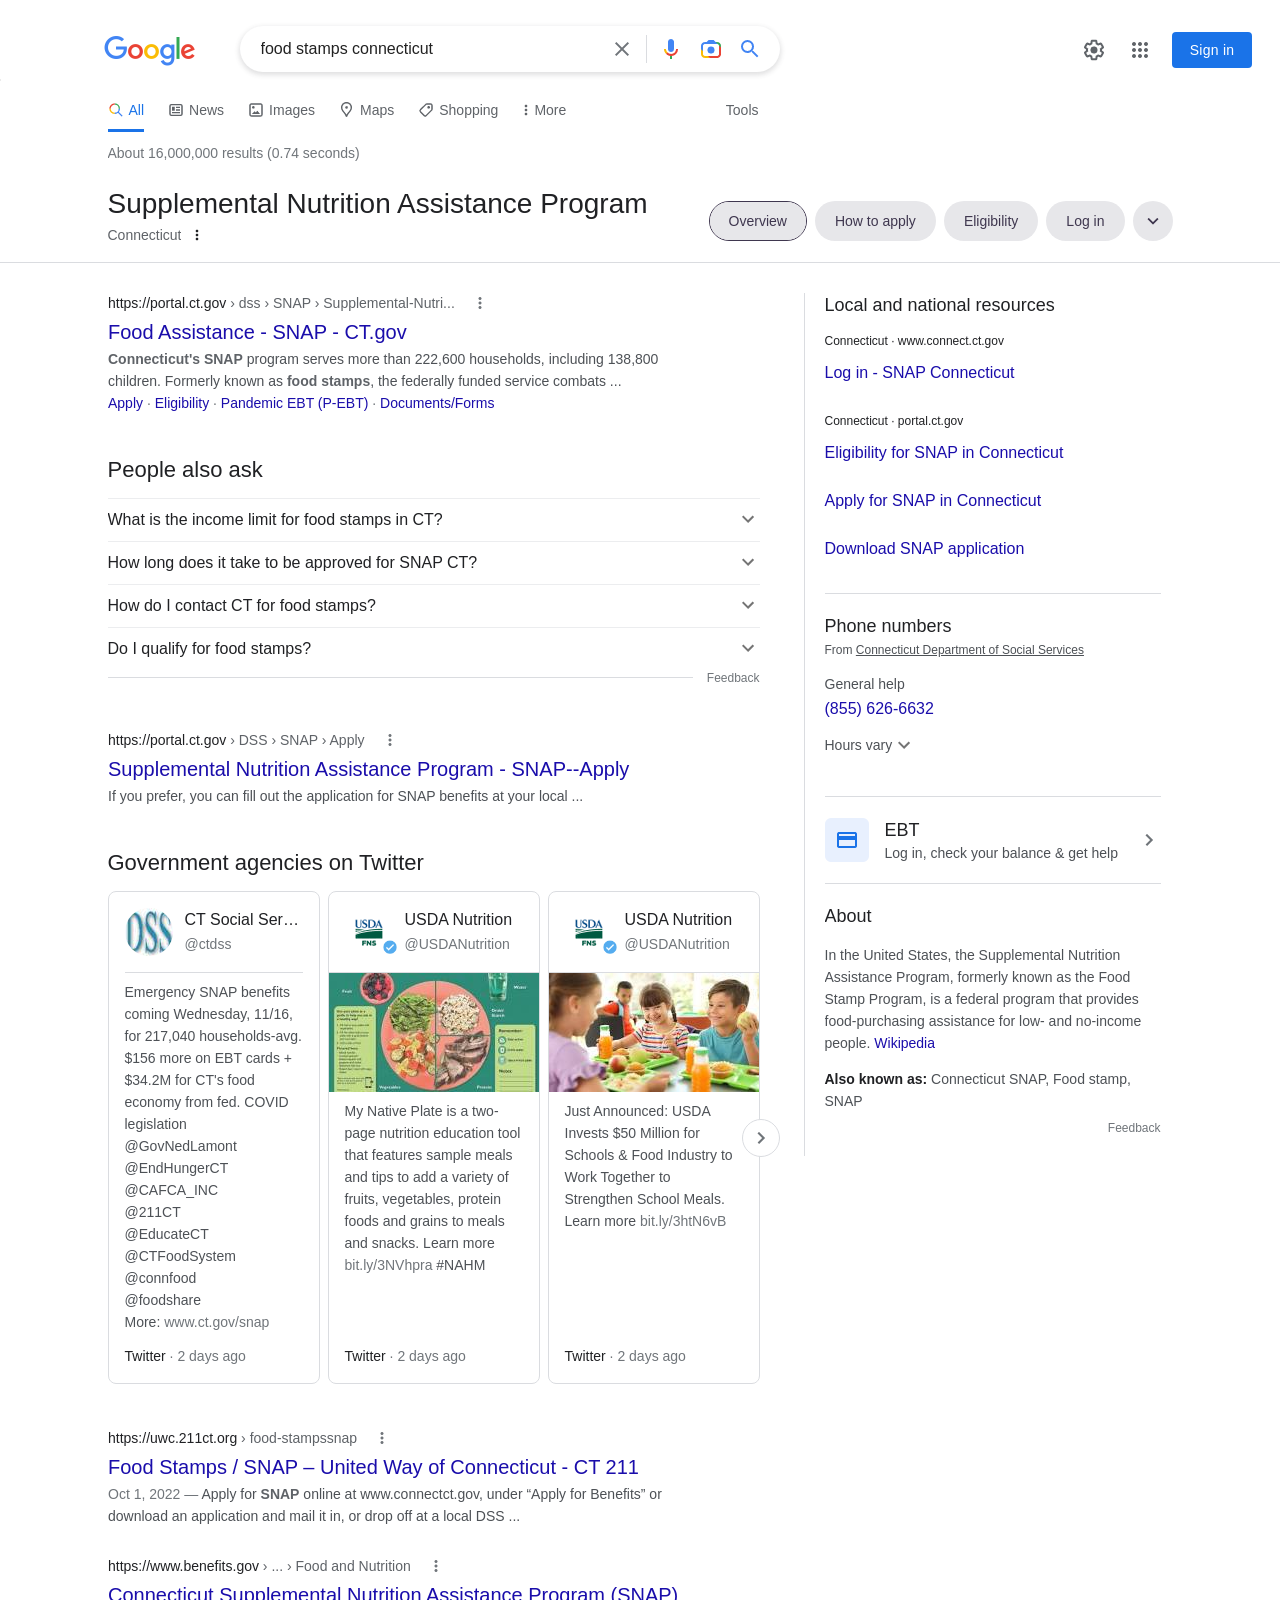 Google
food stamps connecticut
Sign in
All
News
Images
Maps
Shopping
More
Tools
About 16,000,000 results (0.74 seconds)
Supplemental Nutrition Assistance Program
Connecticut
Overview
How to apply
Eligibility
Log in
https://portal.ct.gov › dss › SNAP › Supplemental-Nutri...
Food Assistance - SNAP - CT.gov
Connecticut's SNAP program serves more than 222,600 households, including 138,800
children. Formerly known as food stamps, the federally funded service combats ...
Apply · Eligibility · Pandemic EBT (P-EBT) · Documents/Forms
People also ask
What is the income limit for food stamps in CT?
How long does it take to be approved for SNAP CT?
How do I contact CT for food stamps?
Do I qualify for food stamps?
Feedback
https://portal.ct.gov › DSS › SNAP › Apply
Supplemental Nutrition Assistance Program - SNAP--Apply
If you prefer, you can fill out the application for SNAP benefits at your local ...
Government agencies on Twitter
DSS
CT Social Ser...
@ctdss
Emergency SNAP benefits
coming Wednesday, 11/16,
for 217,040 households-avg.
$156 more on EBT cards +
$34.2M for CT's food
economy from fed. COVID
legislation
@GovNedLamont
@EndHungerCT
@CAFCA_INC
@211CT
@EducateCT
@CTFoodSystem
@connfood
@foodshare
More: www.ct.gov/snap
Twitter · 2 days ago
USDA
FNS
USDA Nutrition
@USDANutrition
Fruit
Water
Vegetables
Protein
My Native Plate is a two-
page nutrition education tool
that features sample meals
and tips to add a variety of
fruits, vegetables, protein
foods and grains to meals
and snacks. Learn more
bit.ly/3NVhpra #NAHM
Twitter · 2 days ago
USDA
FNS
USDA Nutrition
@USDANutrition
Just Announced: USDA
Invests $50 Million for
Schools & Food Industry to
Work Together to
Strengthen School Meals.
Learn more bit.ly/3htN6vB
Twitter · 2 days ago
https://uwc.211ct.org › food-stampssnap
Food Stamps / SNAP – United Way of Connecticut - CT 211
Oct 1, 2022 — Apply for SNAP online at www.connectct.gov, under “Apply for Benefits” or
download an application and mail it in, or drop off at a local DSS ...
https://www.benefits.gov › ... › Food and Nutrition
Connecticut Supplemental Nutrition Assistance Program (SNAP)
Local and national resources
Connecticut · www.connect.ct.gov
Log in - SNAP Connecticut
Connecticut · portal.ct.gov
Eligibility for SNAP in Connecticut
Apply for SNAP in Connecticut
Download SNAP application
Phone numbers
From Connecticut Department of Social Services
General help
(855) 626-6632
Hours vary
EBT
Log in, check your balance & get help
About
In the United States, the Supplemental Nutrition
Assistance Program, formerly known as the Food
Stamp Program, is a federal program that provides
food-purchasing assistance for low- and no-income
people. Wikipedia
Also known as: Connecticut SNAP, Food stamp,
SNAP
Feedback